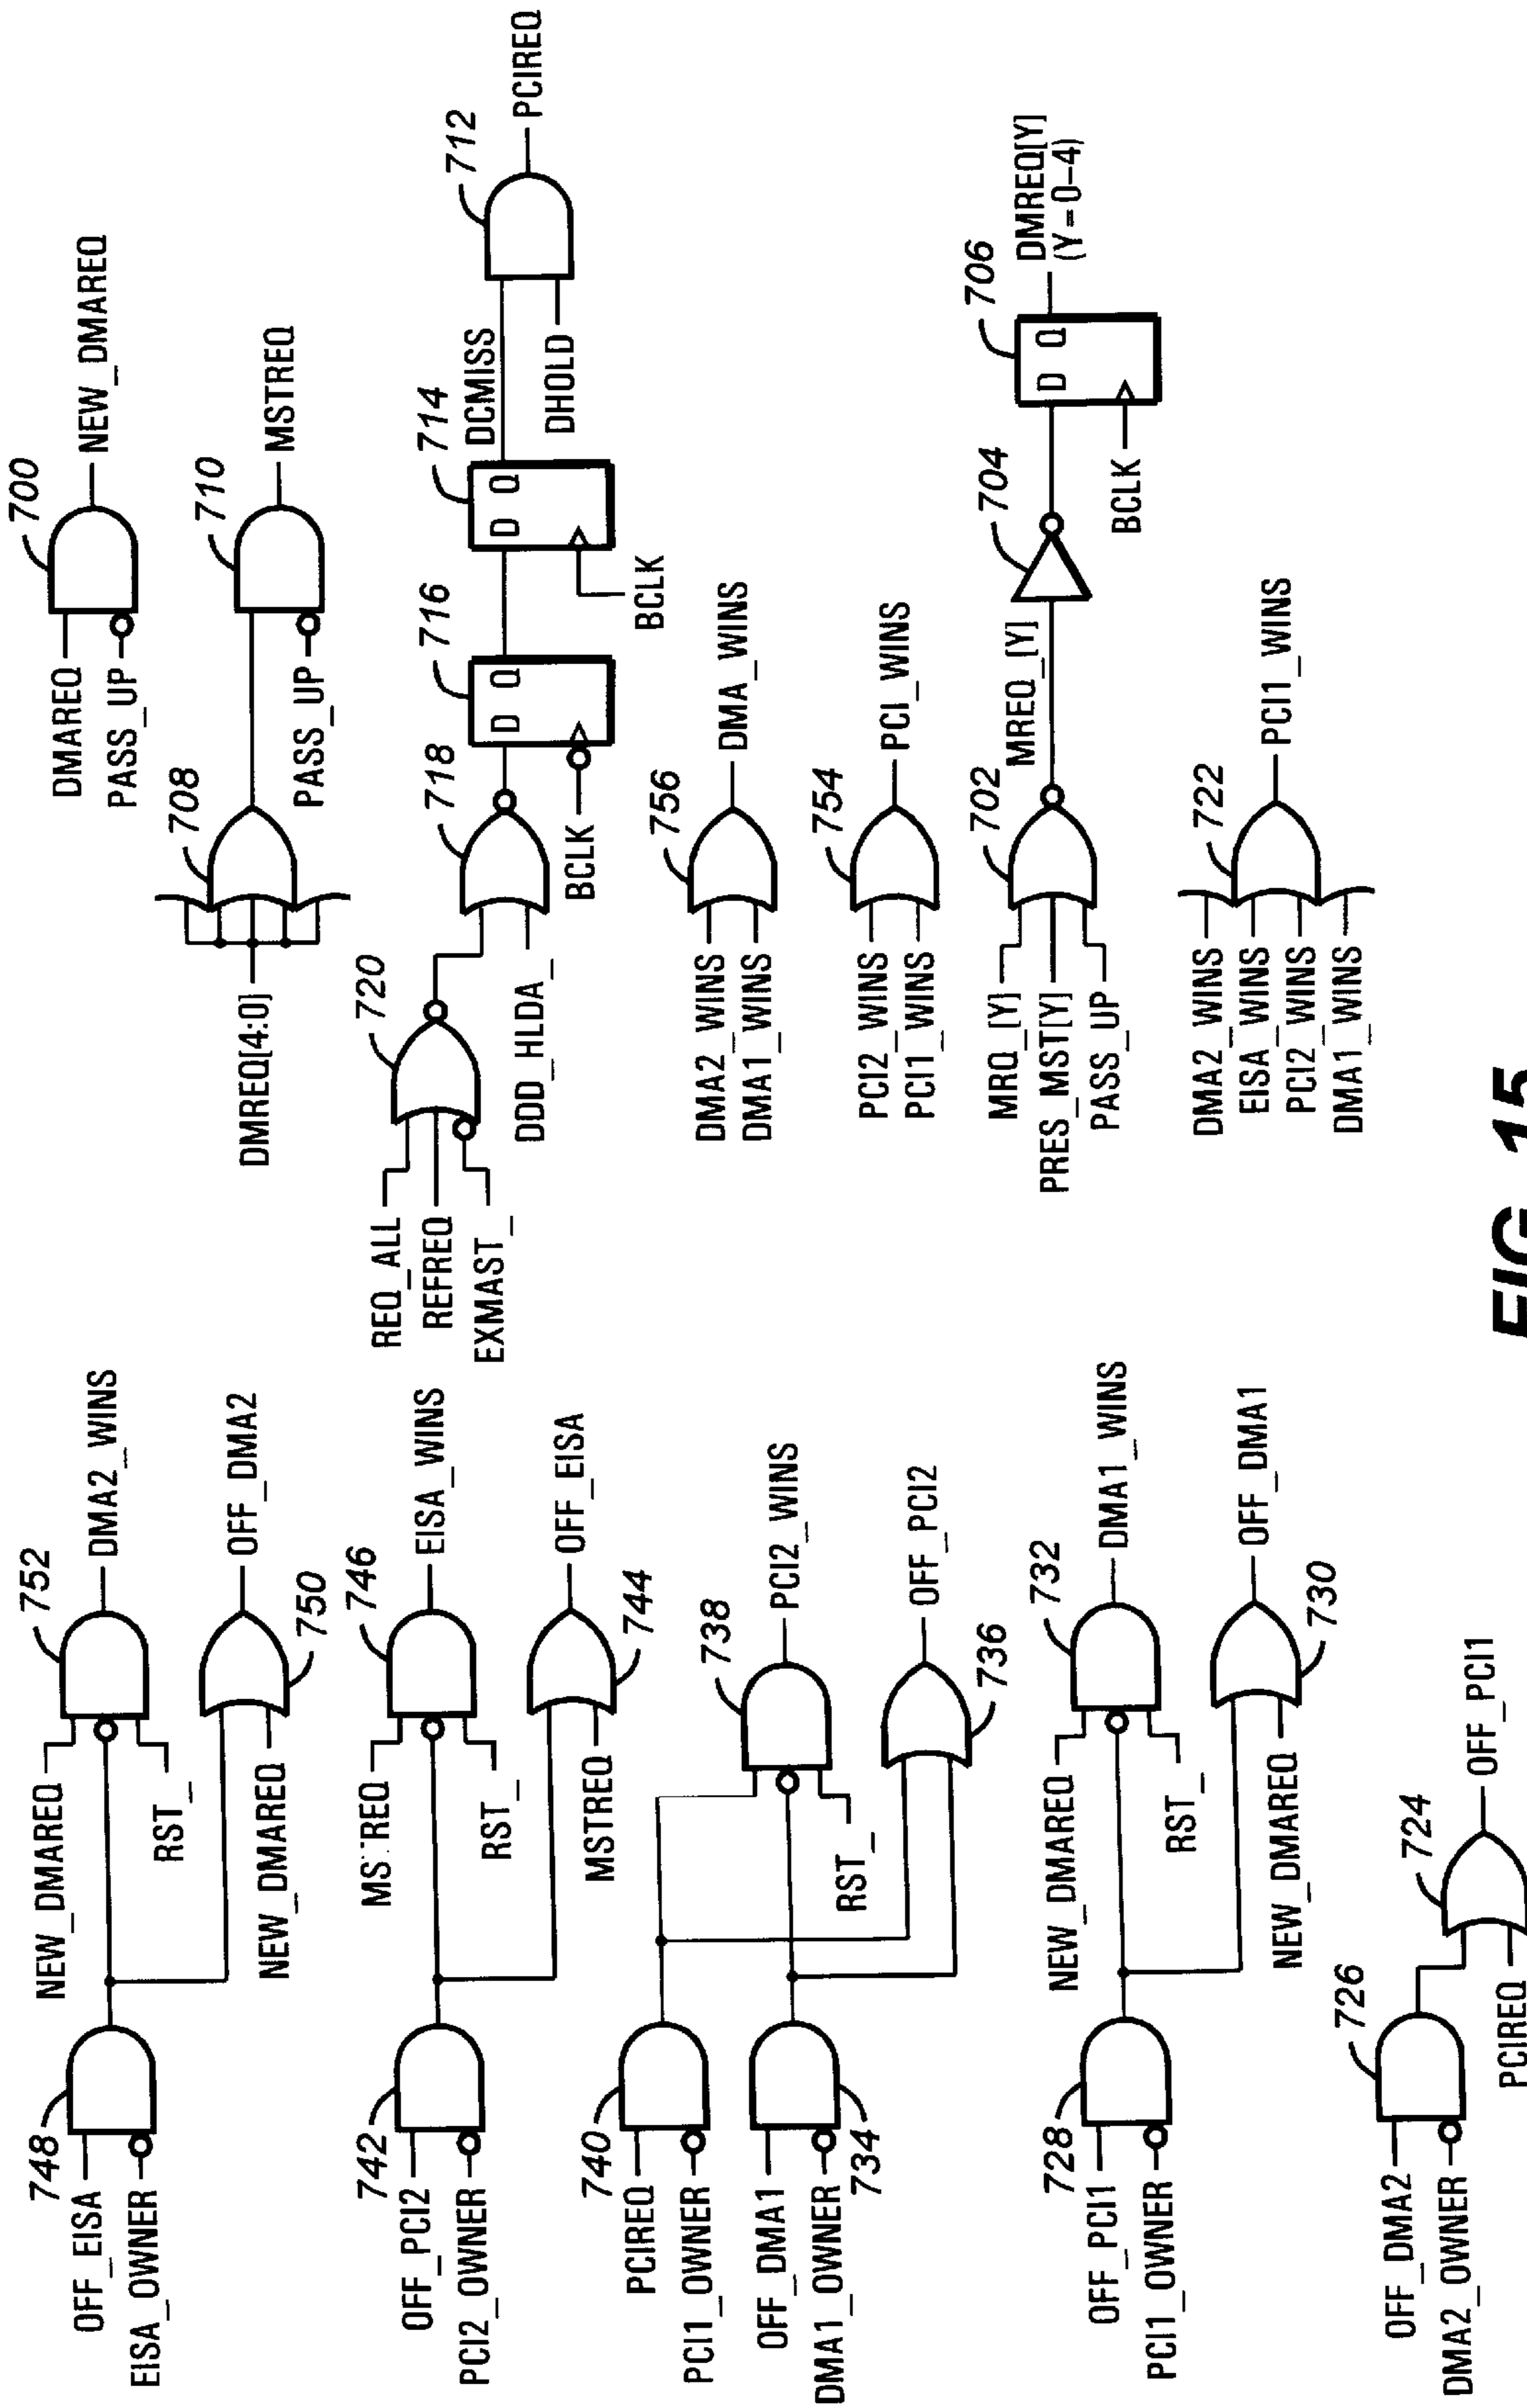 748
OFF_EISA
EISA_OWNER
NEW_DMAREQ
RST_
752
DMA2_WINS
OFF_DMA2
NEW_DMAREQ
750
742
OFF_PCI2
PCI2_OWNER
MSTREQ
RST_
746
EISA_WINS
OFF_EISA
MSTREQ
744
740
PCIREQ
PCI1_OWNER
OFF_DMA1
DMA1_OWNER
734
RST_
738
PCI2_WINS
OFF_PCI2
736
728
OFF_PCI1
PCI1_OWNER
NEW_DMAREQ
RST_
732
DMA1_WINS
OFF_DMA1
NEW_DMAREQ
730
726
OFF_DMA2
DMA2_OWNER
PCIREQ
724
OFF_PCI1
DMAREQ
PASS_UP
700
NEW_DMAREQ
DMREQ[4:0]
708
PASS_UP
710
MSTREQ
REQ_ALL
REFREQ
EXMAST_
720
DDD_HLDA_
718
BCLK
716
D Q
BCLK
714
D Q
DCMISS
DHOLD
712
PCIREQ
DMA2_WINS
DMA1_WINS
756
DMA_WINS
PCI2_WINS
PCI1_WINS
754
PCI_WINS
MRQ_[Y]
PRES_MST[Y]
PASS_UP
702
MREQ_[Y]
704
BCLK
706
D Q
DMREQ[Y]
(Y=0-4)
DMA2_WINS
EISA_WINS
PCI2_WINS
DMA1_WINS
722
PCI1_WINS
FIG. 15